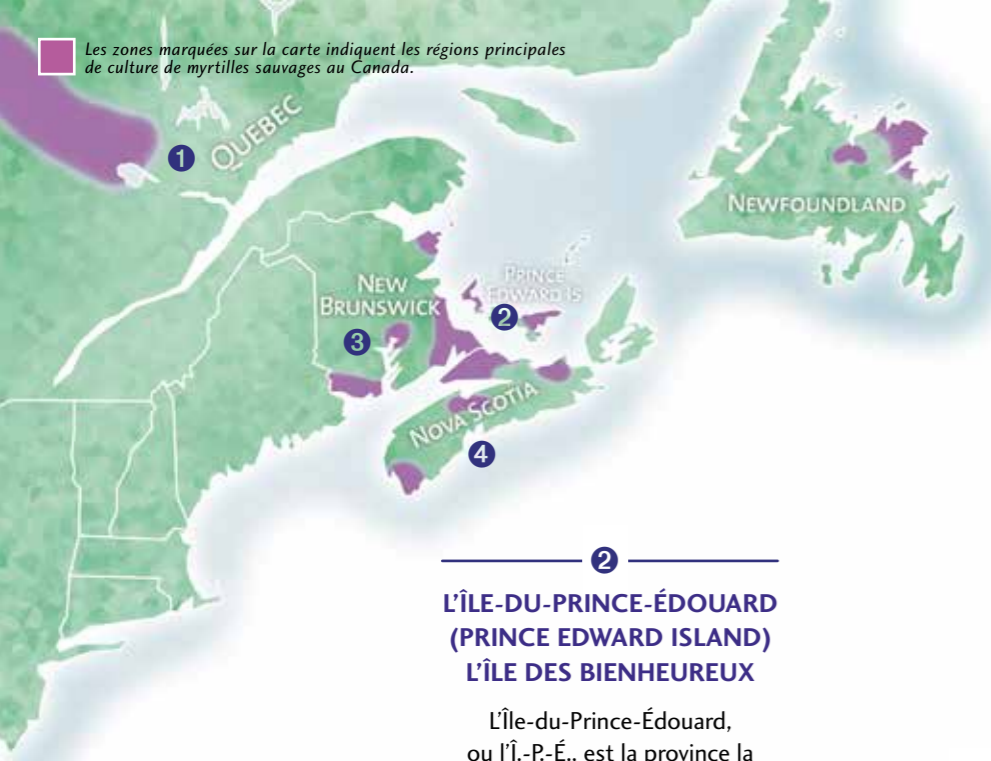 Les zones marquées sur la carte indiquent les régions principales
de culture de myrtilles sauvages au Canada.
1
QUEBEC
NEWFOUNDLAND
PRINCE
EDWARD IS
2
NEW
BRUNSWICK
3
NOVA SCOTIA
4
2
L'ÎLE-DU-PRINCE-ÉDOUARD
(PRINCE EDWARD ISLAND)
L'ÎLE DES BIENHEUREUX
L'Île-du-Prince-Édouard,
ou l'Î.-P.-É., est la province la